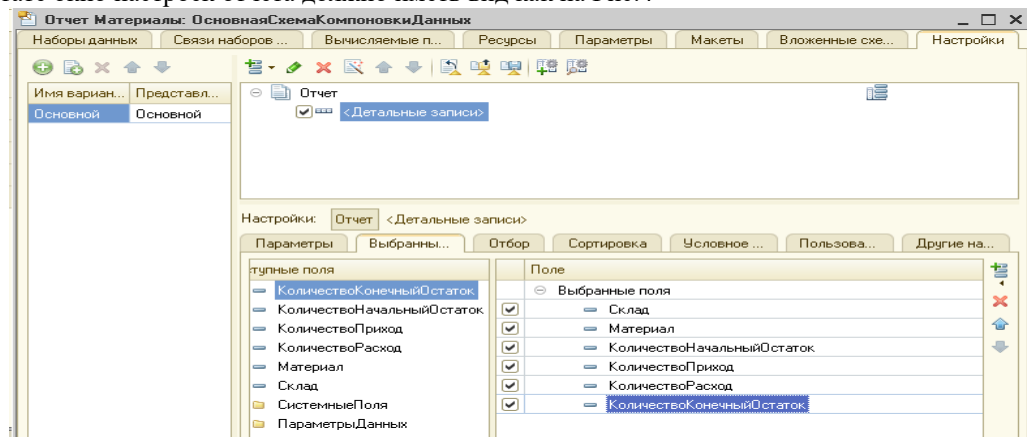 Отчет Материалы: ОсновнаяСхемаКомпоновкиДанных
Наборы данных Связи наборов ... Вычисляемые п... Ресурсы Параметры Макеты Вложенные схе... Настройки
Имя вариан... Представл...
Основной Основной
Отчет
<Детальные записи>
Настройки: Отчет <Детальные записи>
Параметры Выбранны... Отбор Сортировка Условное ... Пользова... Другие на...
тупные поля Поле
КоличествоКонечныйОстаток Выбранные поля
КоличествоНачальныйОстаток Склад
КоличествоПриход Материал
КоличествоРасход КоличествоНачальныйОстаток
Материал КоличествоПриход
Склад КоличествоРасход
СистемныеПоля КоличествоКонечныйОстаток
ПараметрыДанных